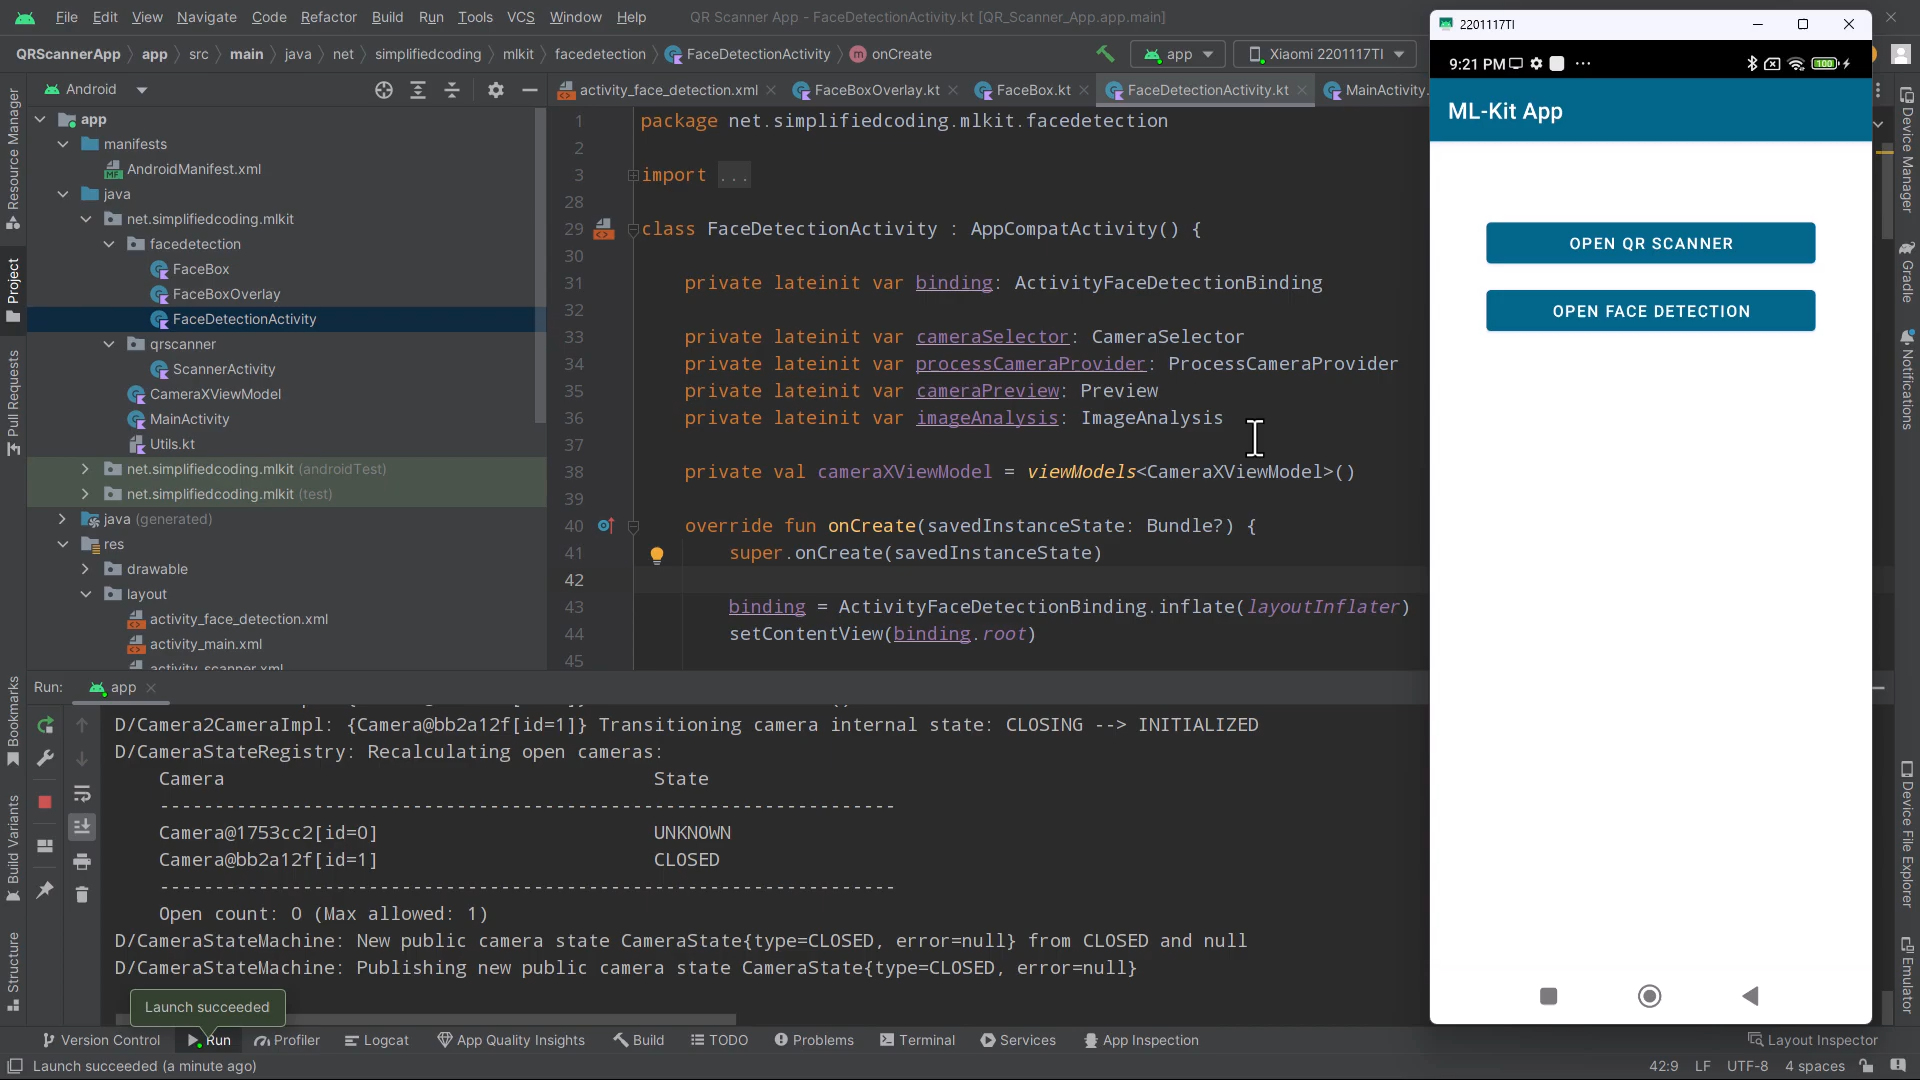 File Edit View Navigate Code Refactor Build Run Tools VCS Window Help QR Scanner App - FaceDetectionActivity.kt [QR_Scanner_App.app.main]
QRScannerApp app src main java net simplifiedcoding mlkit facedetection FaceDetectionActivity onCreate app Xiaomi 2201117TI
Android
activity_face_detection.xml FaceBoxOverlay.kt FaceBox.kt FaceDetectionActivity.kt MainActivity.
Resource Manager
Project
Pull Requests
Bookmarks
Build Variants
Structure
app
manifests
AndroidManifest.xml
java
net.simplifiedcoding.mlkit
facedetection
FaceBox
FaceBoxOverlay
FaceDetectionActivity
qrscanner
ScannerActivity
CameraXViewModel
MainActivity
Utils.kt
net.simplifiedcoding.mlkit (androidTest)
net.simplifiedcoding.mlkit (test)
java (generated)
res
drawable
layout
activity_face_detection.xml
activity_main.xml
activity_scanner.xml
1 package net.simplifiedcoding.mlkit.facedetection
2
3 import ...
28
29 class FaceDetectionActivity : AppCompatActivity() {
30
31 private lateinit var binding: ActivityFaceDetectionBinding
32
33 private lateinit var cameraSelector: CameraSelector
34 private lateinit var processCameraProvider: ProcessCameraProvider
35 private lateinit var cameraPreview: Preview
36 private lateinit var imageAnalysis: ImageAnalysis
37
38 private val cameraXViewModel = viewModels<CameraXViewModel>()
39
40 override fun onCreate(savedInstanceState: Bundle?) {
41 super.onCreate(savedInstanceState)
42
43 binding = ActivityFaceDetectionBinding.inflate(layoutInflater)
44 setContentView(binding.root)
45
2201117TI
9:21 PM 100
ML-Kit App
OPEN QR SCANNER
OPEN FACE DETECTION
Device Manager
Gradle
Notifications
Device File Explorer
Emulator
Run: app
D/Camera2CameraImpl: {Camera@bb2a12f[id=1]} Transitioning camera internal state: CLOSING --> INITIALIZED
D/CameraStateRegistry: Recalculating open cameras:
Camera State
-------------------------------------------------------------------
Camera@1753cc2[id=0] UNKNOWN
Camera@bb2a12f[id=1] CLOSED
-------------------------------------------------------------------
Open count: 0 (Max allowed: 1)
D/CameraStateMachine: New public camera state CameraState{type=CLOSED, error=null} from CLOSED and null
D/CameraStateMachine: Publishing new public camera state CameraState{type=CLOSED, error=null}
Launch succeeded
Version Control Run Profiler Logcat App Quality Insights Build TODO Problems Terminal Services App Inspection Layout Inspector
Launch succeeded (a minute ago) 42:9 LF UTF-8 4 spaces